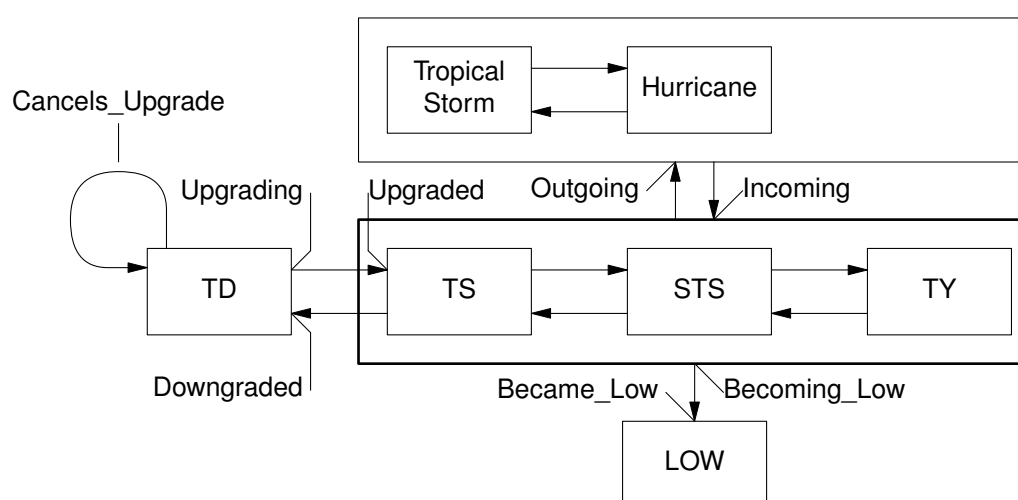 Tropical
Storm
Hurricane
Cancels_Upgrade
Upgrading
Upgraded
Outgoing
Incoming
TD
TS
STS
TY
Downgraded
Became_Low
Becoming_Low
LOW